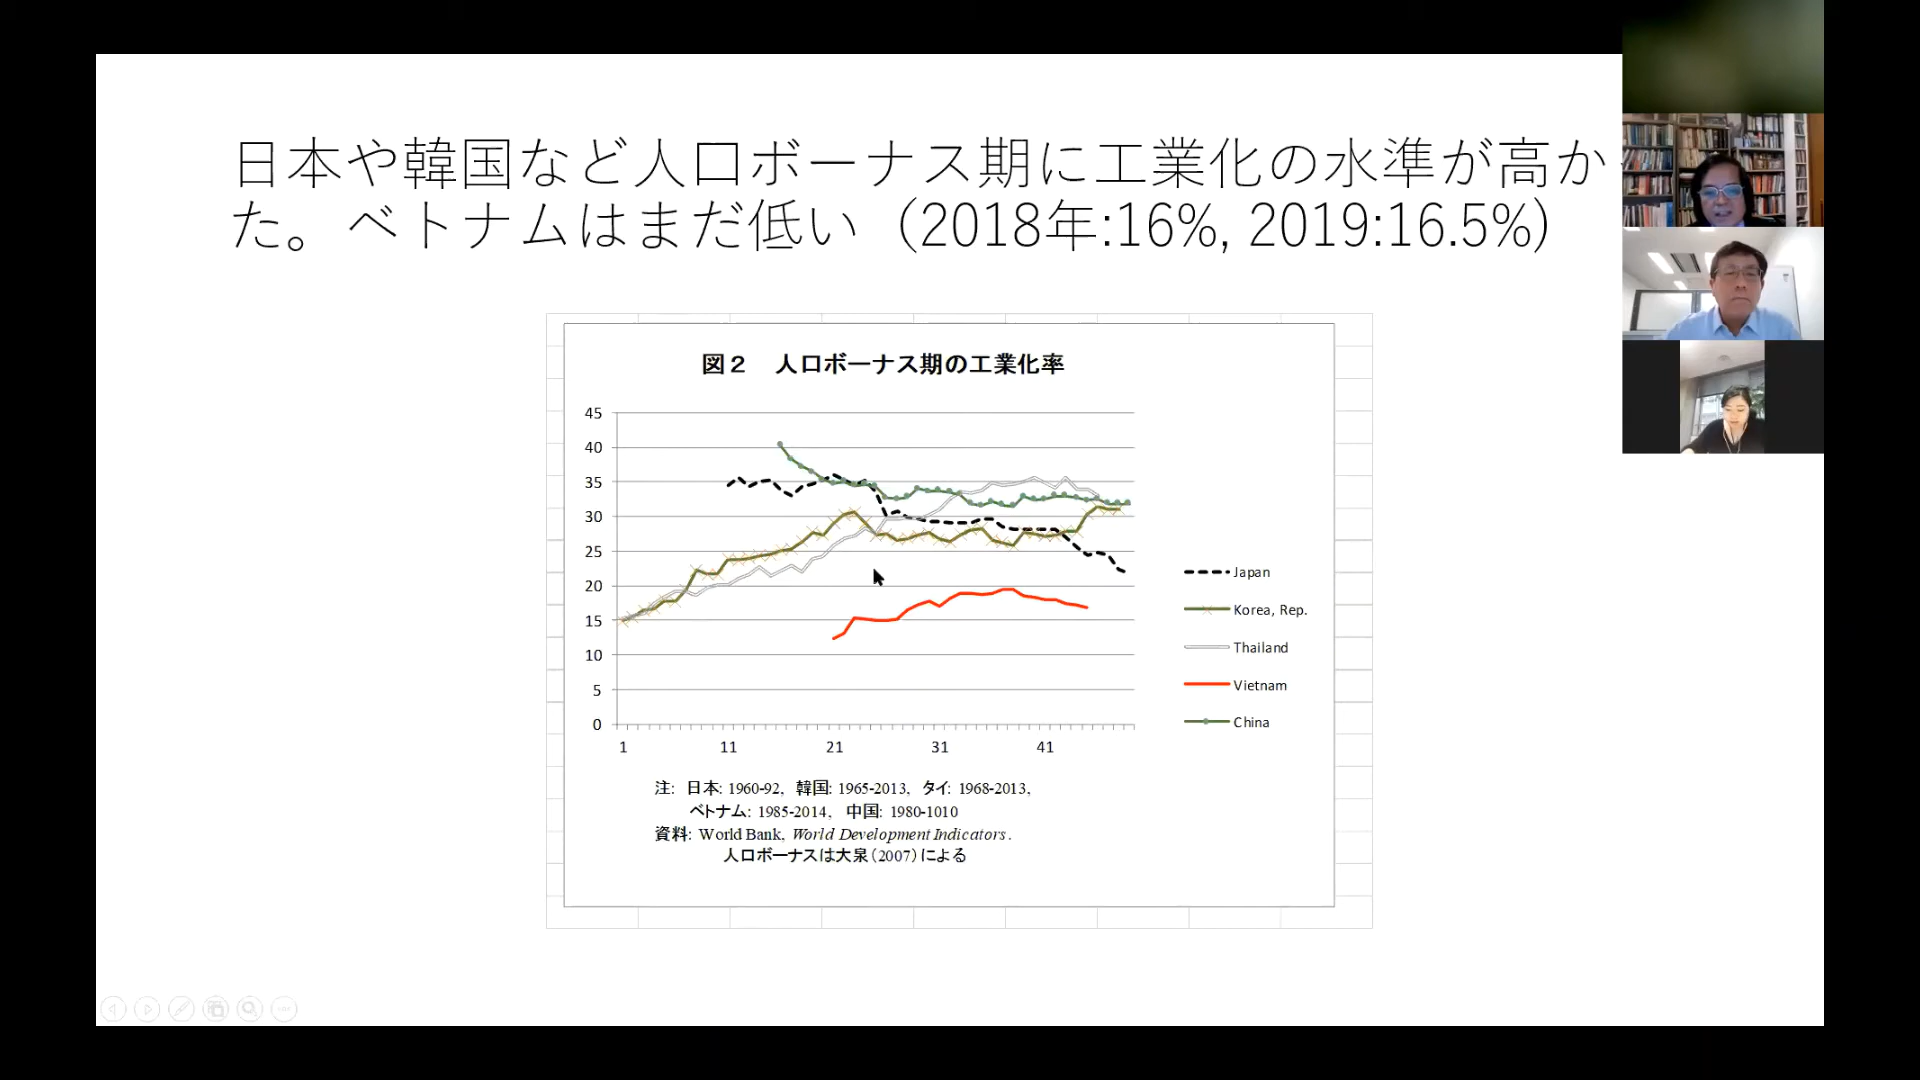 日本や韓国など人口ボーナス期に工業化の水準が高か
た。ベトナムはまだ低い（2018年:16%, 2019:16.5%）
図２　人口ボーナス期の工業化率
45
40
35
30
25
20
15
10
5
0
1 11 21 31 41
Japan
Korea, Rep.
Thailand
Vietnam
China
注: 日本: 1960-92, 韓国: 1965-2013, タイ: 1968-2013,
ベトナム: 1985-2014, 中国: 1980-1010
資料: World Bank, World Development Indicators.
人口ボーナスは大泉（2007）による